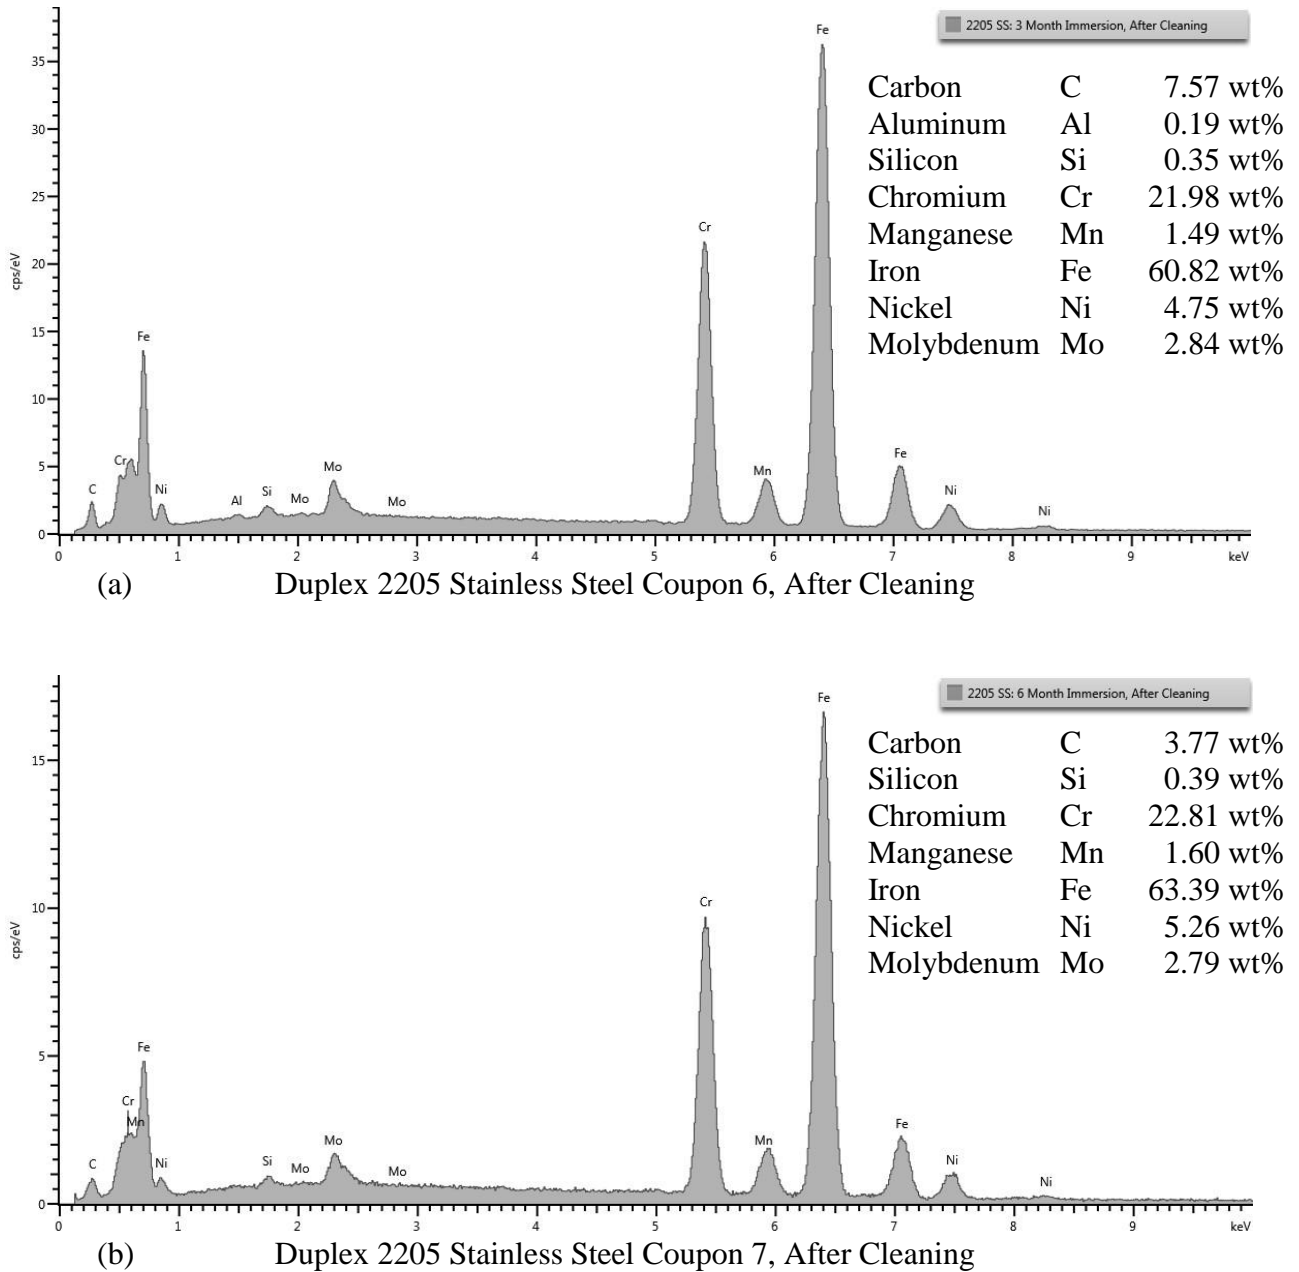 2205 SS: 3 Month Immersion, After Cleaning
Carbon C 7.57 wt%
Aluminum Al 0.19 wt%
Silicon Si 0.35 wt%
Chromium Cr 21.98 wt%
Manganese Mn 1.49 wt%
Iron Fe 60.82 wt%
Nickel Ni 4.75 wt%
Molybdenum Mo 2.84 wt%
cps/eV
35
30
25
20
15
10
5
0
C Cr Fe Ni Al Si Mo Mo Mo Cr Mn Fe Fe Ni Ni
0 1 2 3 4 5 6 7 8 9 keV
(a) Duplex 2205 Stainless Steel Coupon 6, After Cleaning
2205 SS: 6 Month Immersion, After Cleaning
Carbon C 3.77 wt%
Silicon Si 0.39 wt%
Chromium Cr 22.81 wt%
Manganese Mn 1.60 wt%
Iron Fe 63.39 wt%
Nickel Ni 5.26 wt%
Molybdenum Mo 2.79 wt%
cps/eV
15
10
5
0
C Cr Mn Fe Ni Si Mo Mo Mo Cr Mn Fe Fe Ni Ni
0 1 2 3 4 5 6 7 8 9 keV
(b) Duplex 2205 Stainless Steel Coupon 7, After Cleaning